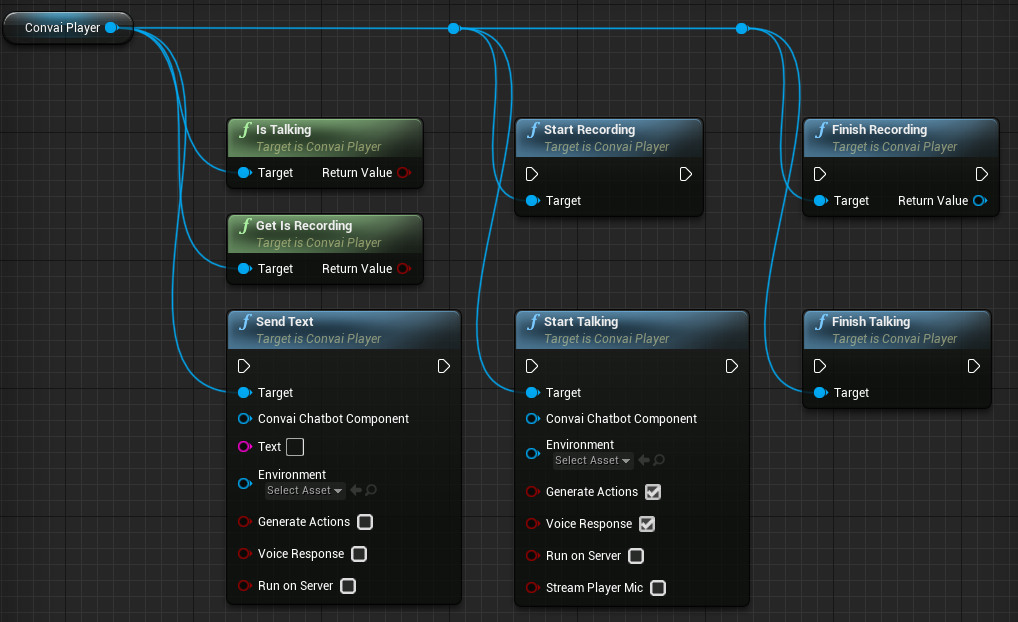 Convai Player
Is Talking
Target is Convai Player
Target
Return Value
Start Recording
Target is Convai Player
Target
Finish Recording
Target is Convai Player
Target
Return Value
Get Is Recording
Target is Convai Player
Target
Return Value
Send Text
Target is Convai Player
Target
Convai Chatbot Component
Text
Environment
Select Asset
Generate Actions
Voice Response
Run on Server
Start Talking
Target is Convai Player
Target
Convai Chatbot Component
Environment
Select Asset
Generate Actions
Voice Response
Run on Server
Stream Player Mic
Finish Talking
Target is Convai Player
Target